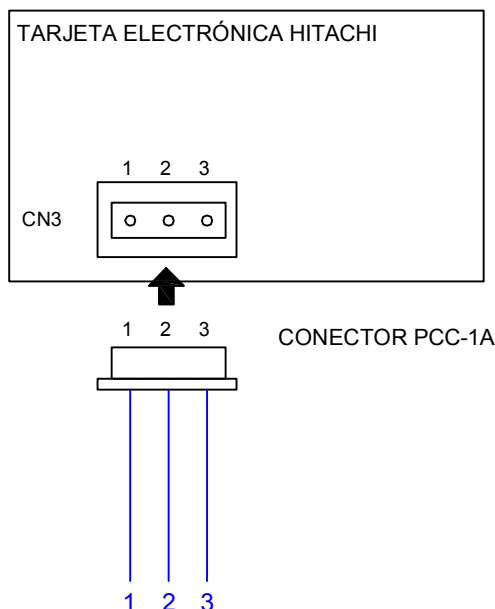 TARJETA ELECTRÓNICA HITACHI
1 2 3
CN3
1 2 3
CONECTOR PCC-1A
1 2 3